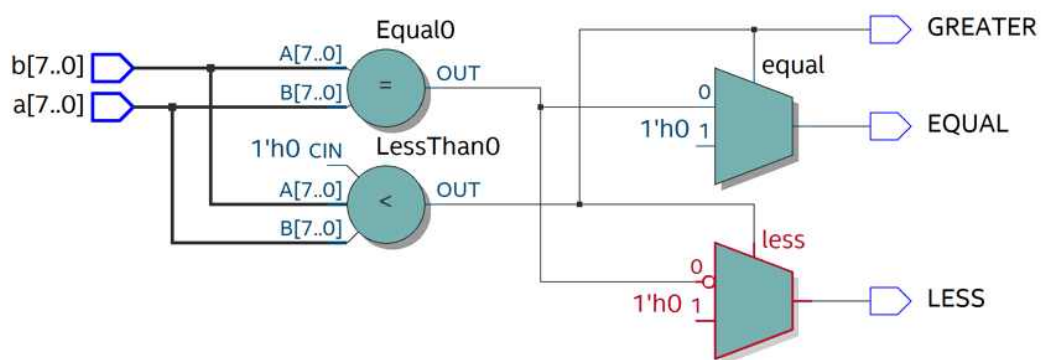 Equal0
b[7..0]
A[7..0]
OUT
=
a[7..0]
B[7..0]
1'h0 CIN
LessThan0
A[7..0]
OUT
<
B[7..0]
GREATER
equal
0
1'h0 1
EQUAL
less
0
1'h0 1
LESS